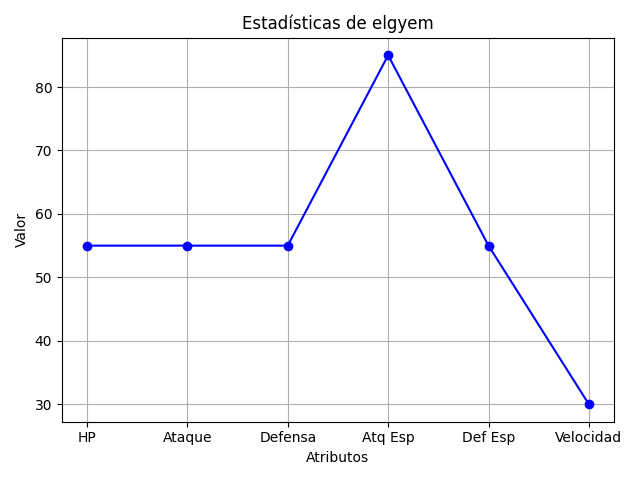 Estadísticas de elgyem
Valor
80
70
60
50
40
30
HP Ataque Defensa Atq Esp Def Esp Velocidad
Atributos